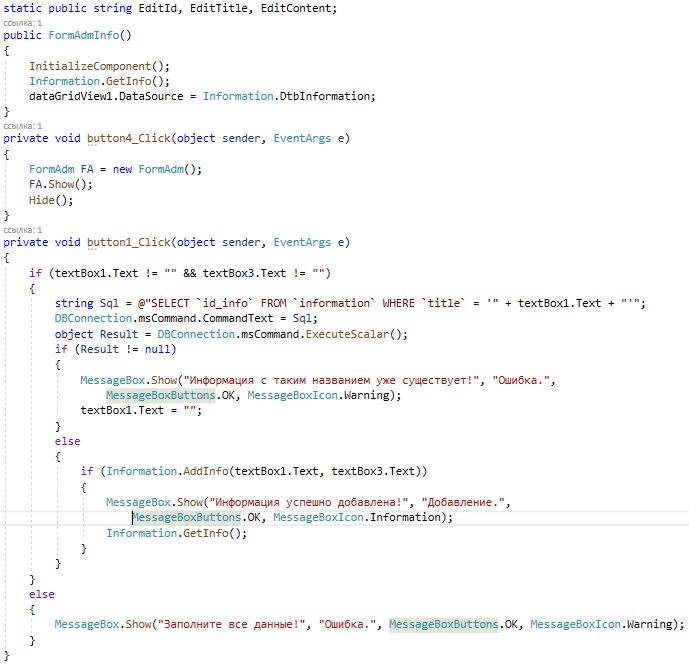 static public string EditId, EditTitle, EditContent;
ссылка: 1
public FormAdmInfo()
{
    InitializeComponent();
    Information.GetInfo();
    dataGridView1.DataSource = Information.DtbInformation;
}
ссылка: 1
private void button4_Click(object sender, EventArgs e)
{
    FormAdm FA = new FormAdm();
    FA.Show();
    Hide();
}
ссылка: 1
private void button1_Click(object sender, EventArgs e)
{
    if (textBox1.Text != "" && textBox3.Text != "")
    {
        string Sql = @"SELECT `id_info` FROM `information` WHERE `title` = '" + textBox1.Text + "'";
        DBConnection.msCommand.CommandText = Sql;
        object Result = DBConnection.msCommand.ExecuteScalar();
        if (Result != null)
        {
            MessageBox.Show("Информация с таким названием уже существует!", "Ошибка.",
                MessageBoxButtons.OK, MessageBoxIcon.Warning);
            textBox1.Text = "";
        }
        else
        {
            if (Information.AddInfo(textBox1.Text, textBox3.Text))
            {
                MessageBox.Show("Информация успешно добавлена!", "Добавление.",
                    MessageBoxButtons.OK, MessageBoxIcon.Information);
                Information.GetInfo();
            }
        }
    }
    else
    {
        MessageBox.Show("Заполните все данные!", "Ошибка.", MessageBoxButtons.OK, MessageBoxIcon.Warning);
    }
}